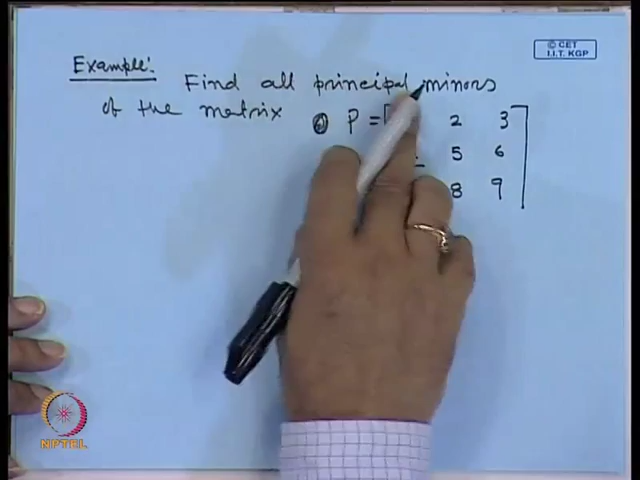 Example:
Find all principal minors
of the matrix P = [ 2 3
5 6
8 9
© CET
I.I.T. KGP
NPTEL